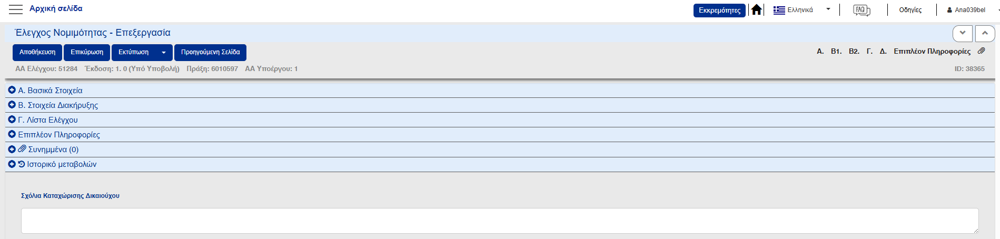 Αρχική σελίδα
Εκκρεμότητες
Ελληνικά
FAQ
Οδηγίες
Ana039bel
Έλεγχος Νομιμότητας - Επεξεργασία
Αποθήκευση Επικύρωση Εκτύπωση Προηγούμενη Σελίδα
Α. Β1. Β2. Γ. Δ. Επιπλέον Πληροφορίες
ΑΑ Ελέγχου: 51284 Έκδοση: 1. 0 (Υπό Υποβολή) Πράξη: 6010597 ΑΑ Υποέργου: 1
ID: 38365
Α. Βασικά Στοιχεία
Β. Στοιχεία Διακήρυξης
Γ. Λίστα Ελέγχου
Επιπλέον Πληροφορίες
Συνημμένα (0)
Ιστορικό μεταβολών
Σχόλια Καταχώρισης Δικαιούχου